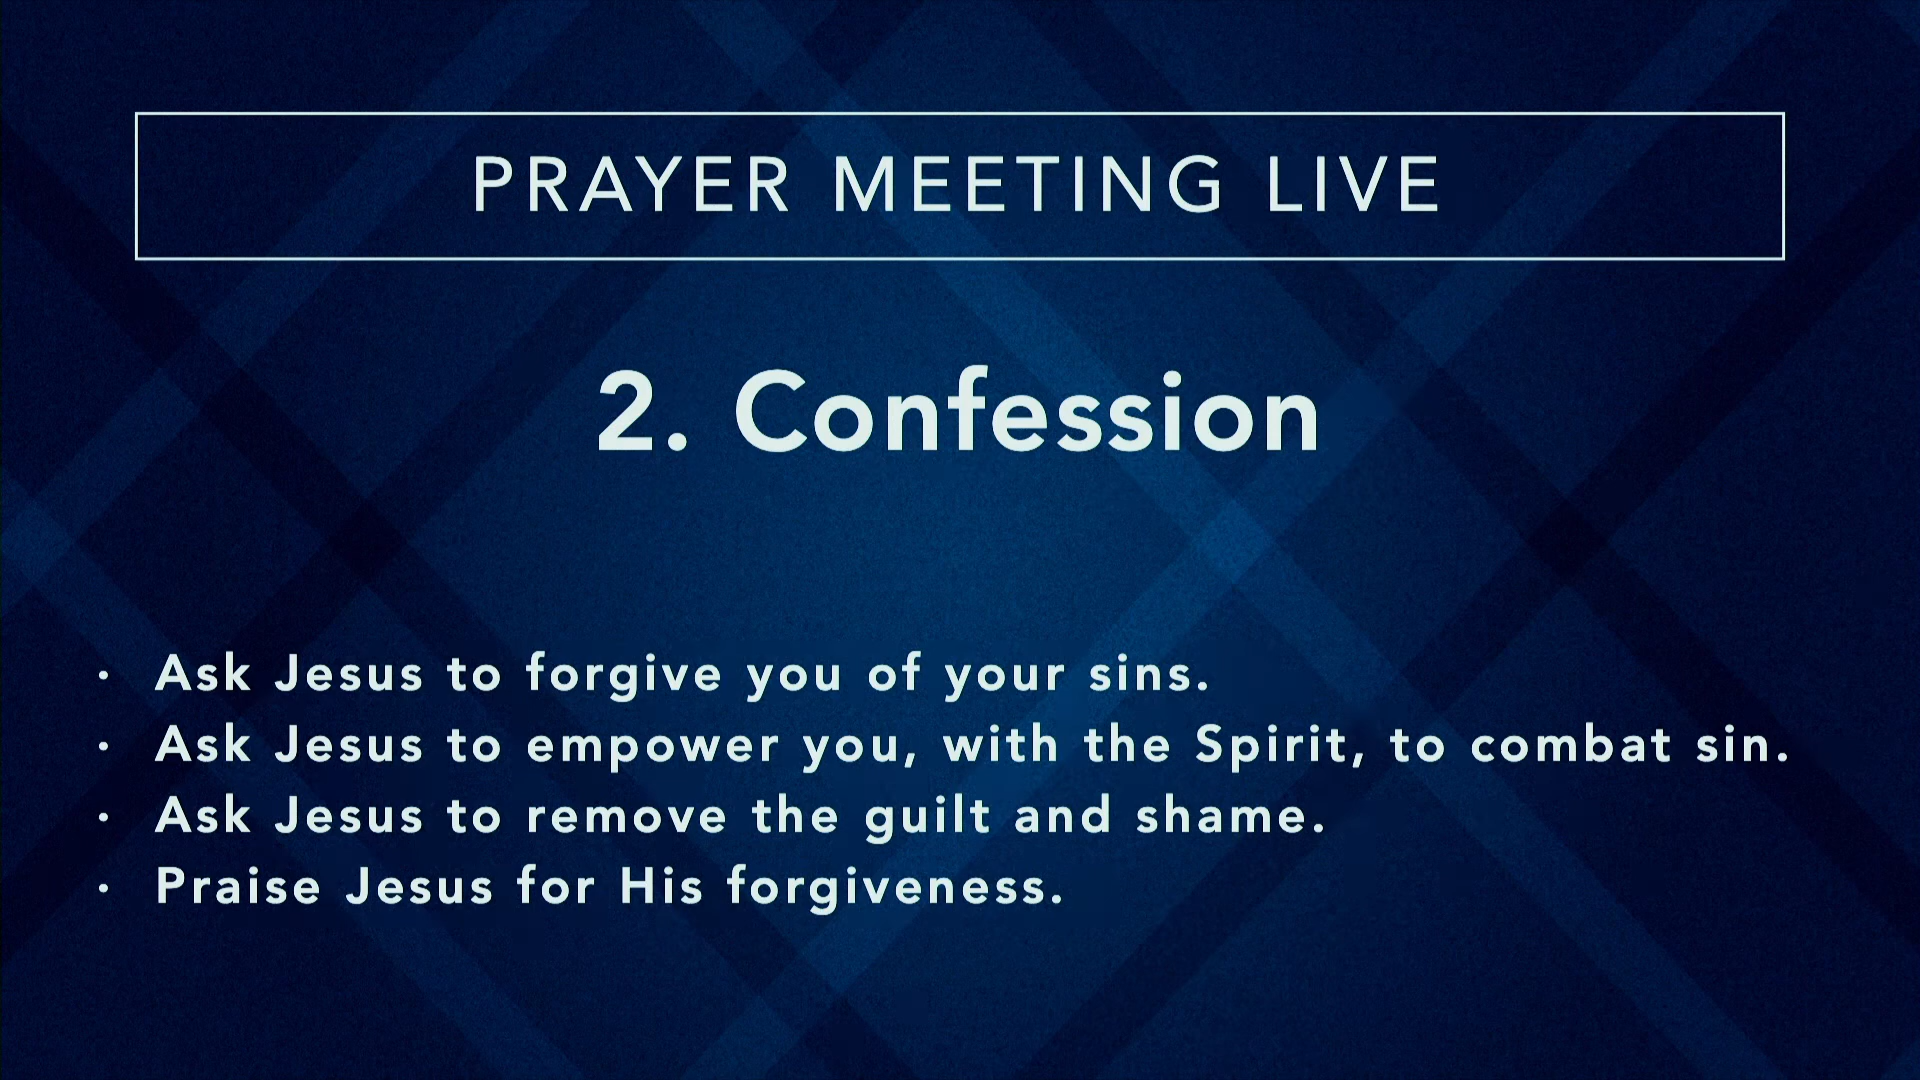 PRAYER MEETING LIVE
2. Confession
· Ask Jesus to forgive you of your sins.
· Ask Jesus to empower you, with the Spirit, to combat sin.
· Ask Jesus to remove the guilt and shame.
· Praise Jesus for His forgiveness.